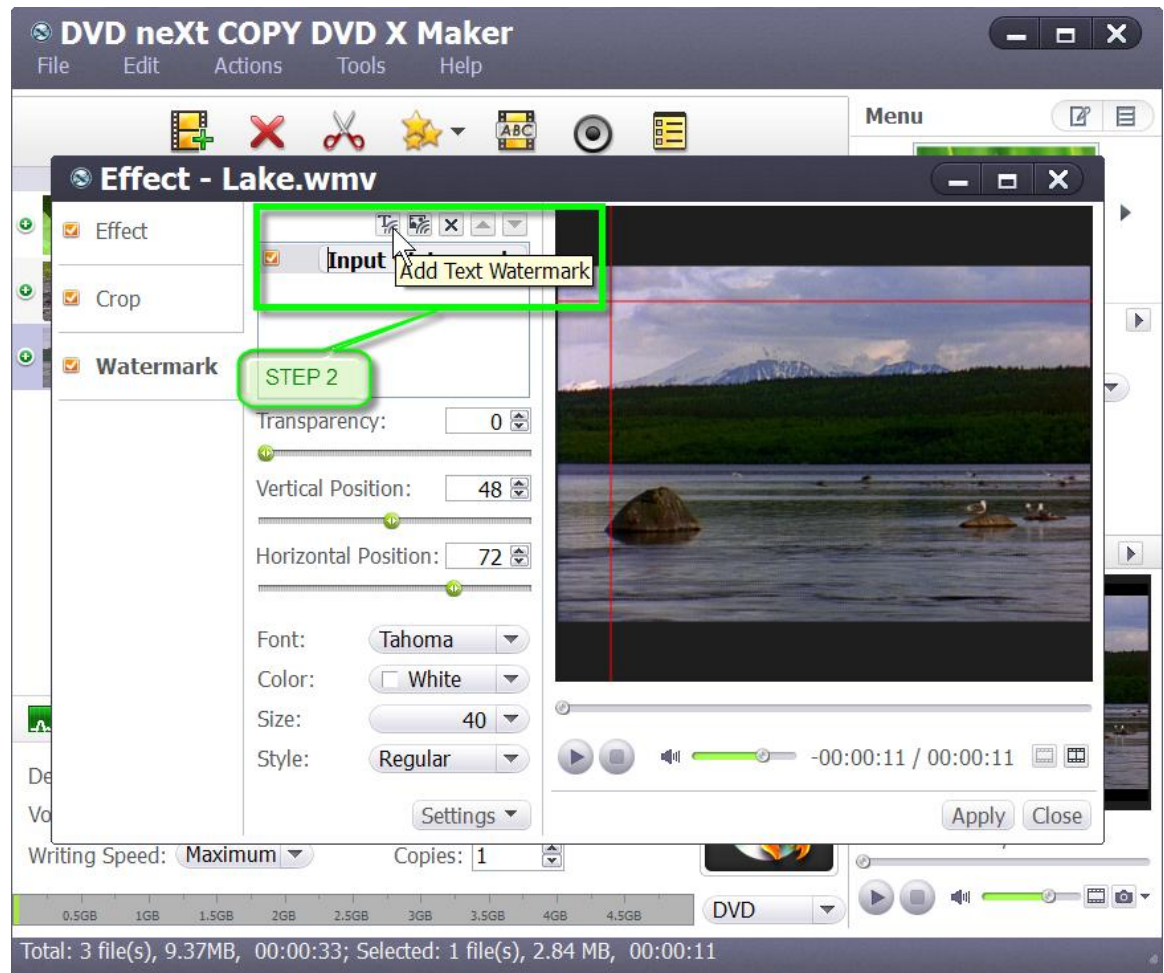 DVD neXt COPY DVD X Maker
File Edit Actions Tools Help
ABC
Menu
Effect - Lake.wmv
Effect
Crop
Watermark
Input
Add Text Watermark
STEP 2
Transparency: 0
Vertical Position: 48
Horizontal Position: 72
Font: Tahoma
Color: White
Size: 40
Style: Regular
Settings
-00:00:11 / 00:00:11
Apply Close
De
Vo
Writing Speed: Maximum Copies: 1
0.5GB 1GB 1.5GB 2GB 2.5GB 3GB 3.5GB 4GB 4.5GB
DVD
Total: 3 file(s), 9.37MB, 00:00:33; Selected: 1 file(s), 2.84 MB, 00:00:11